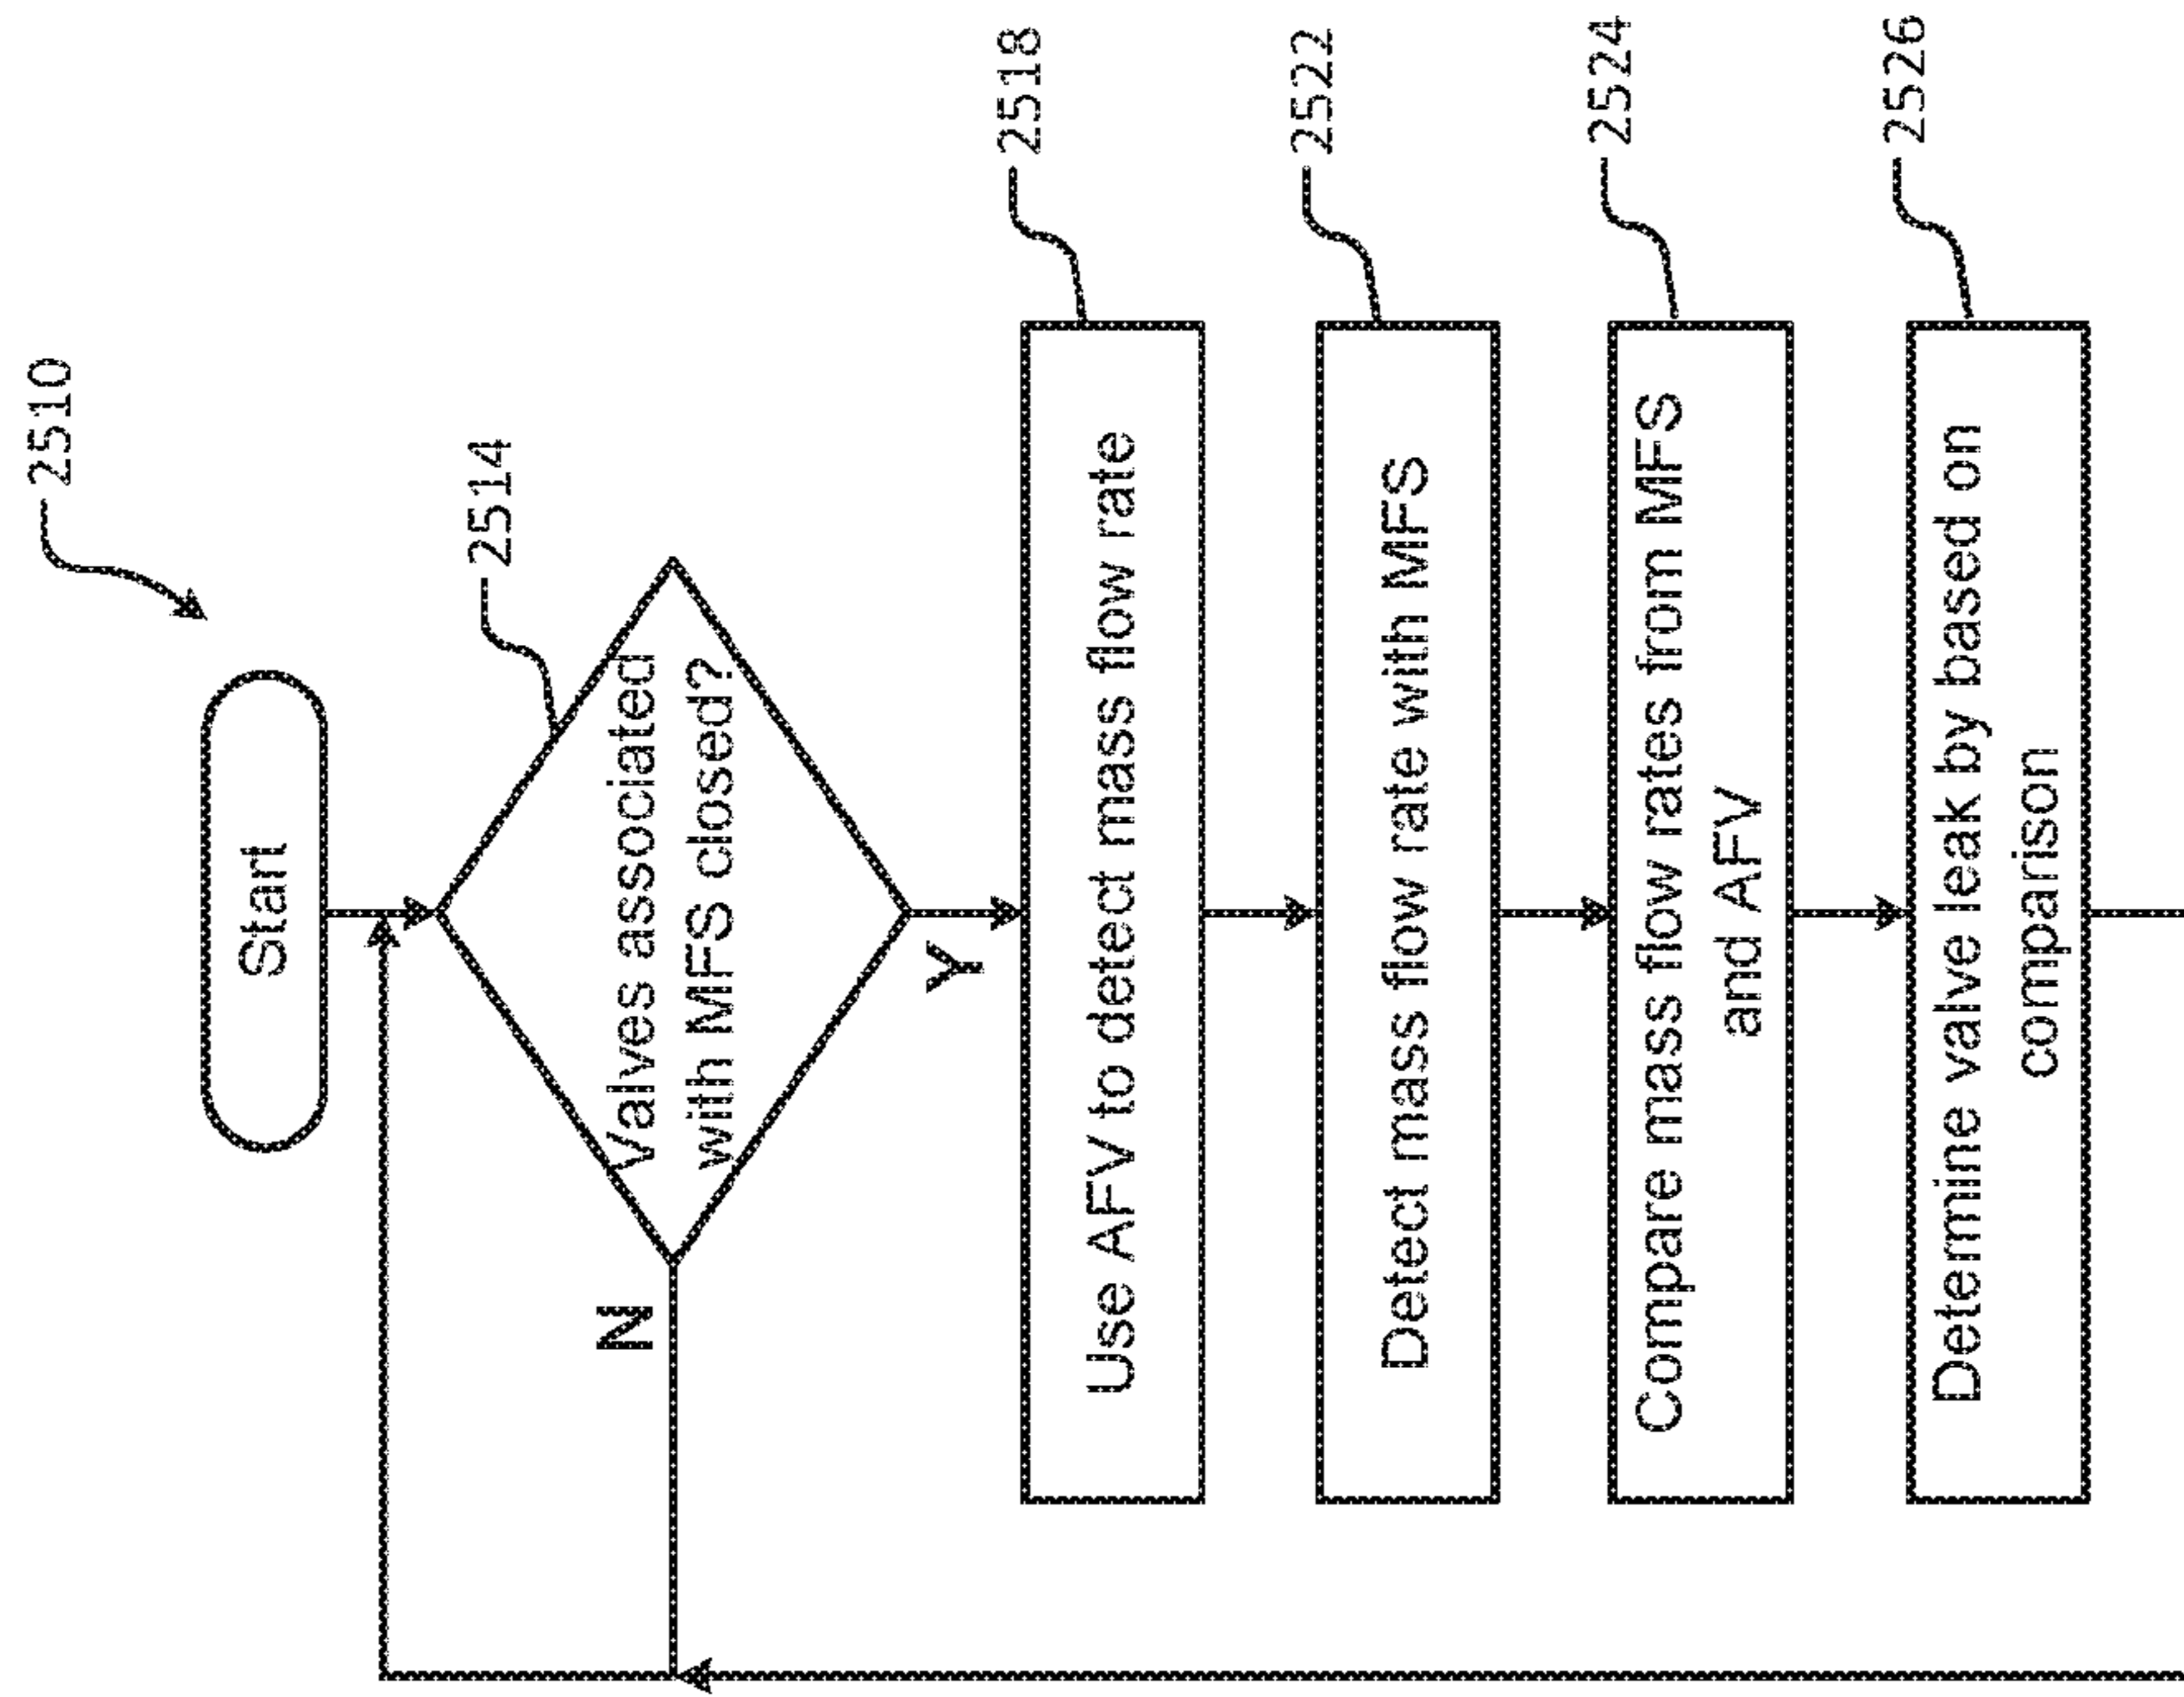 2510
Start
2514
Valves associated
with MFS closed?
N
Y
2518
Use AFV to detect mass flow rate
2522
Detect mass flow rate with MFS
2524
Compare mass flow rates from MFS
and AFV
2526
Determine valve leak by based on
comparison